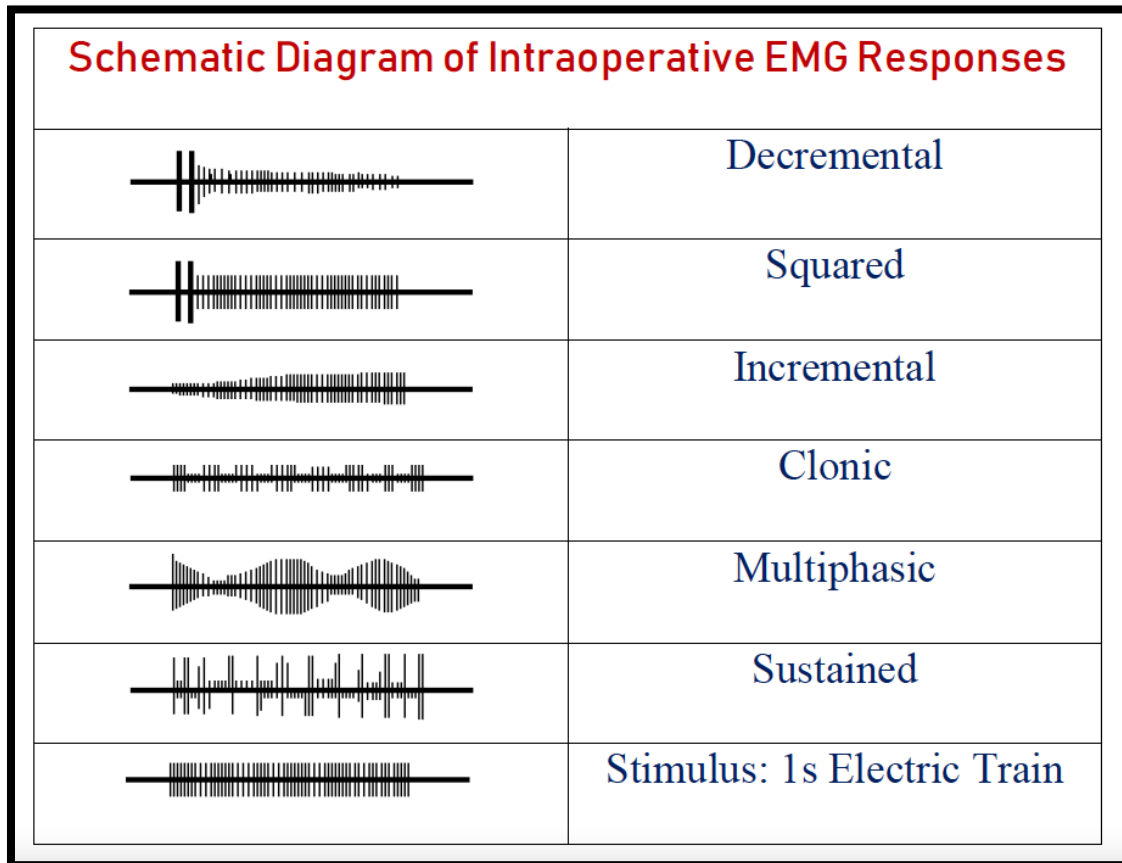 Schematic Diagram of Intraoperative EMG Responses
Decremental
Squared
Incremental
Clonic
Multiphasic
Sustained
Stimulus: 1s Electric Train